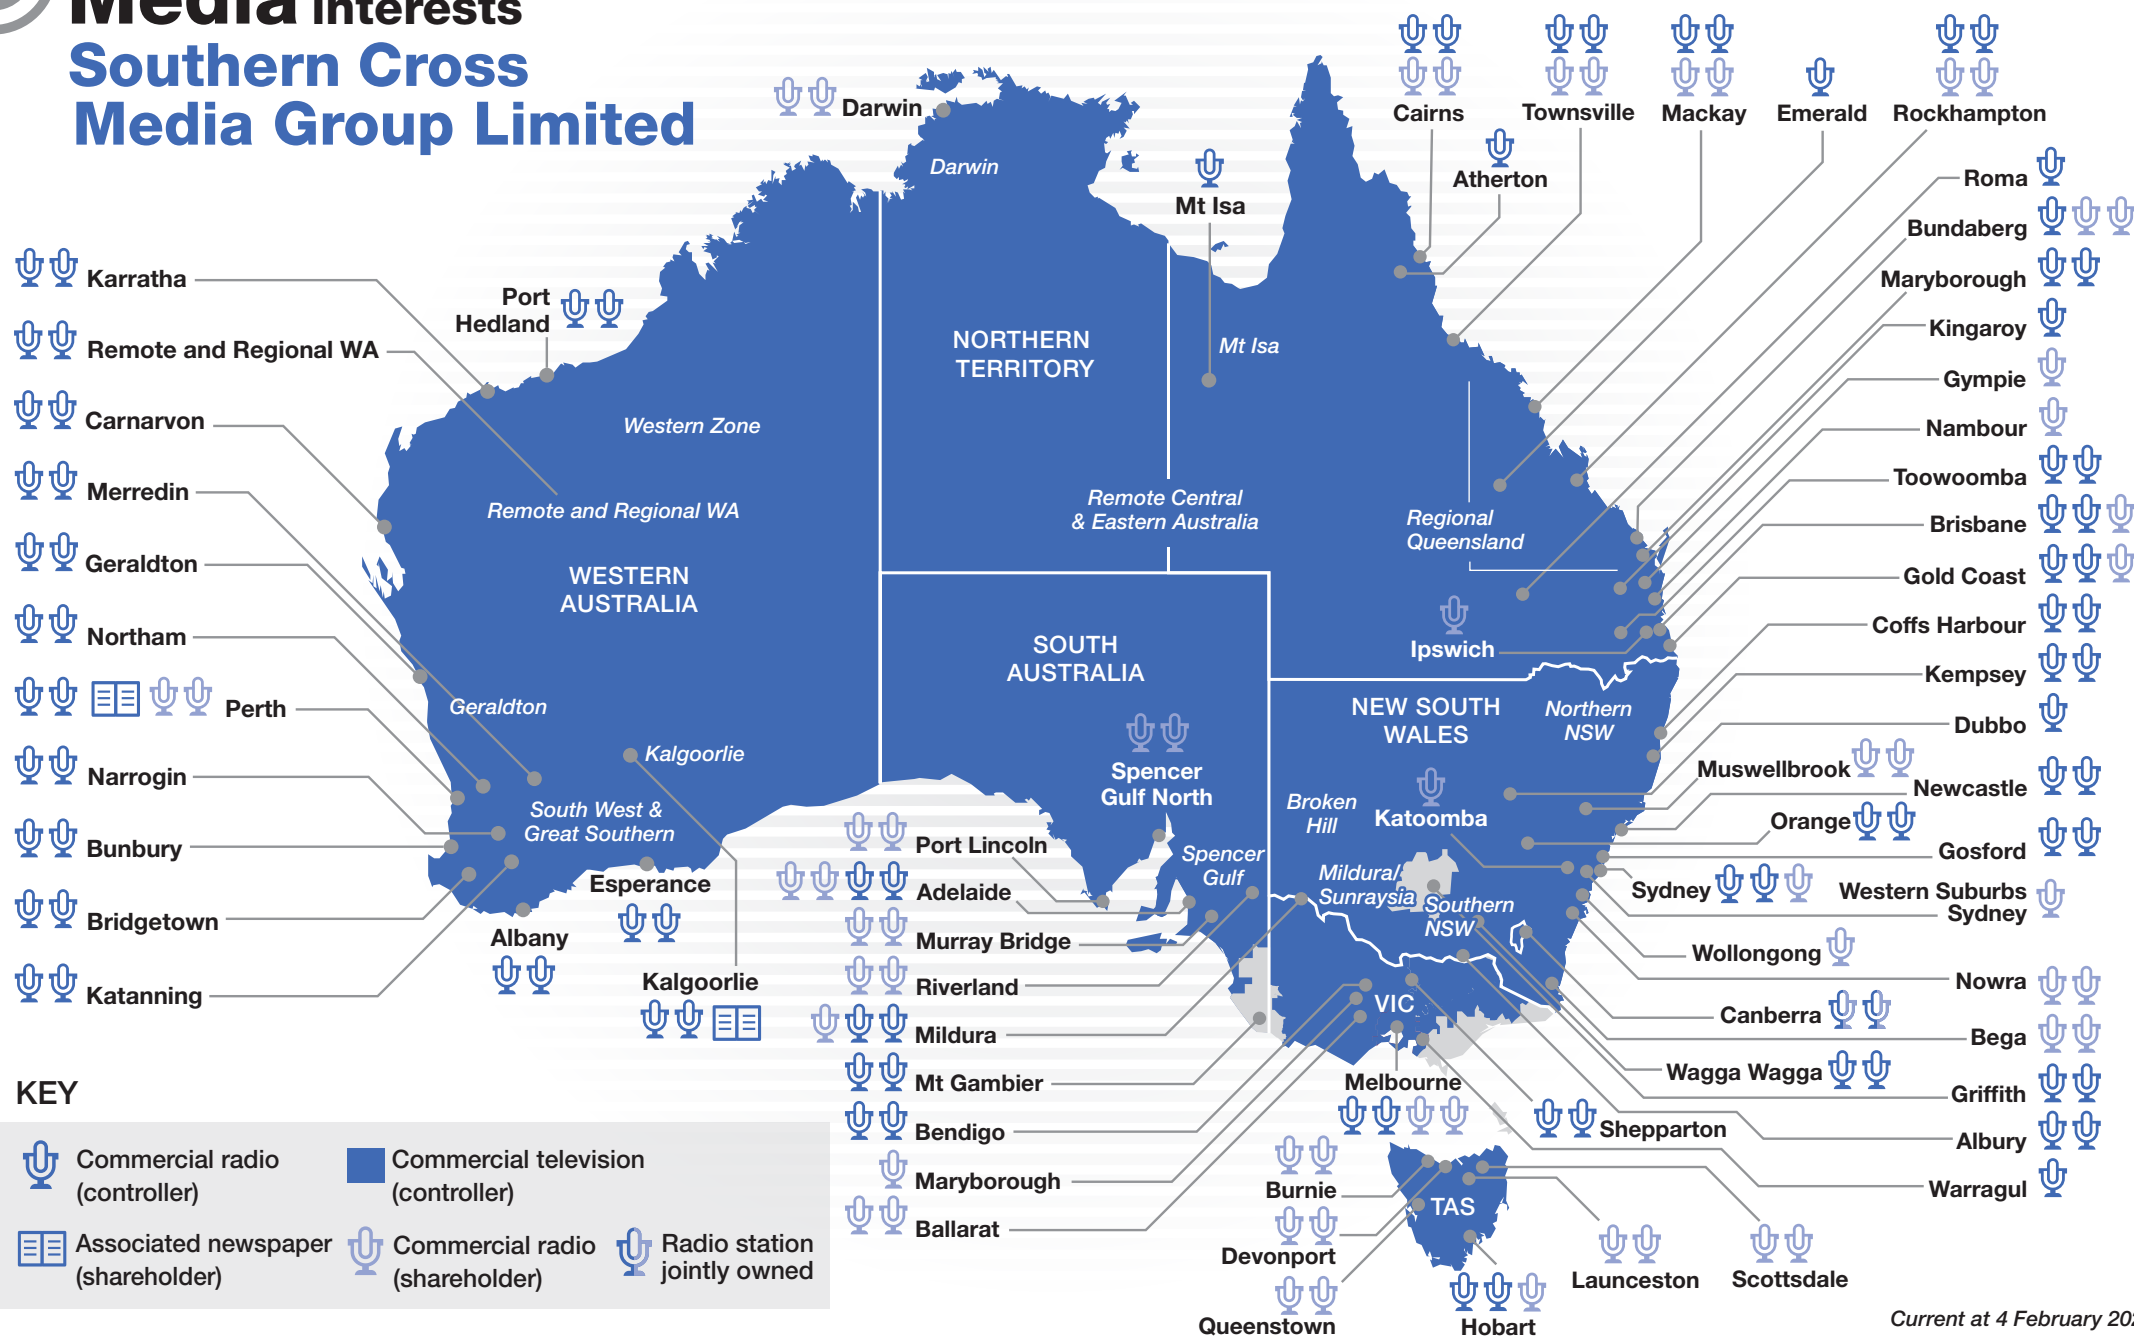 Media interests
Southern Cross
Media Group Limited
Darwin
Darwin
Mt Isa
Mt Isa
Cairns
Townsville
Mackay
Emerald
Rockhampton
Atherton
Roma
Bundaberg
Maryborough
Kingaroy
Gympie
Nambour
Toowoomba
Brisbane
Gold Coast
Coffs Harbour
Kempsey
Dubbo
Muswellbrook
Newcastle
Orange
Gosford
Sydney
Western Suburbs
Sydney
Wollongong
Nowra
Canberra
Bega
Wagga Wagga
Griffith
Albury
Warragul
Karratha
Port
Hedland
Remote and Regional WA
Carnarvon
Merredin
Geraldton
Northam
Perth
Narrogin
Bunbury
Bridgetown
Katanning
Albany
Esperance
Kalgoorlie
Western Zone
Remote and Regional WA
WESTERN
AUSTRALIA
Geraldton
Kalgoorlie
South West &
Great Southern
NORTHERN
TERRITORY
Remote Central
& Eastern Australia
Regional
Queensland
Ipswich
SOUTH
AUSTRALIA
Spencer
Gulf North
Spencer
Gulf
NEW SOUTH
WALES
Northern
NSW
Broken
Hill
Katoomba
Mildura/
Sunraysia
Southern
NSW
VIC
TAS
Port Lincoln
Adelaide
Murray Bridge
Riverland
Mildura
Mt Gambier
Bendigo
Maryborough
Ballarat
Melbourne
Shepparton
Burnie
Devonport
Queenstown
Hobart
Launceston
Scottsdale
KEY
Commercial radio
(controller)
Commercial television
(controller)
Associated newspaper
(shareholder)
Commercial radio
(shareholder)
Radio station
jointly owned
Current at 4 February